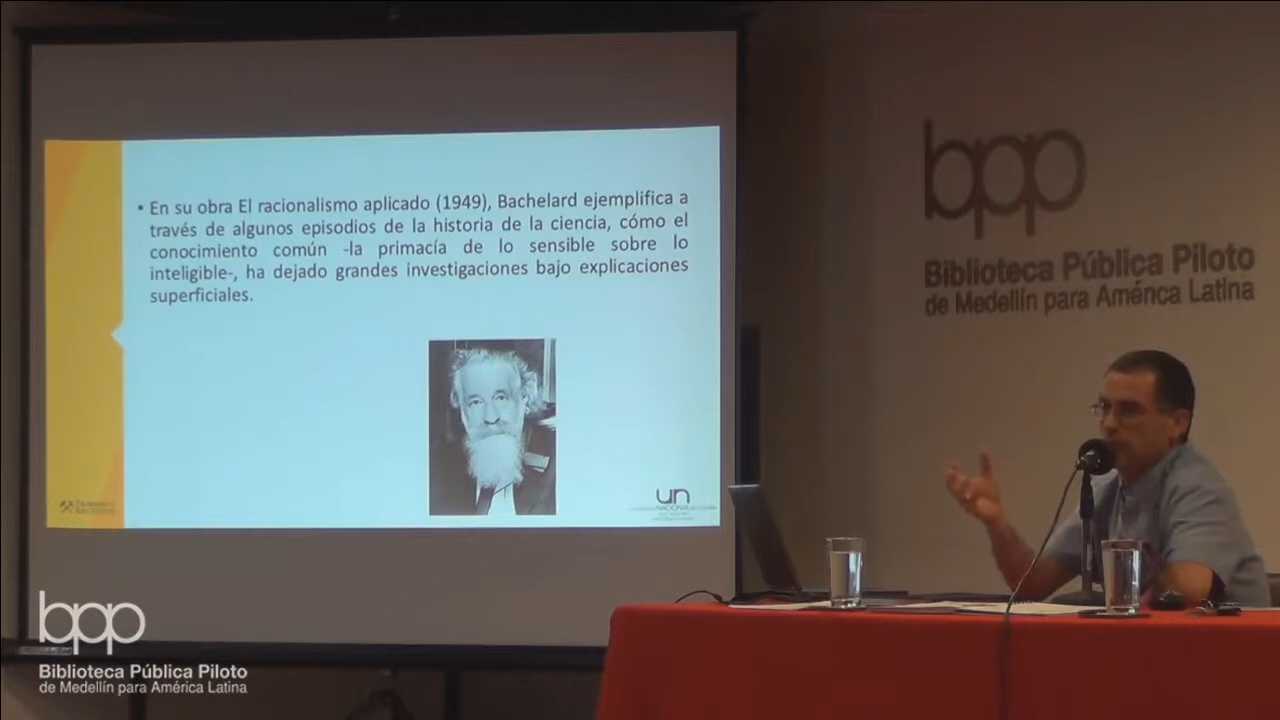 • En su obra El racionalismo aplicado (1949), Bachelard ejemplifica a
través de algunos episodios de la historia de la ciencia, cómo el
conocimiento común -la primacía de lo sensible sobre lo
inteligible-, ha dejado grandes investigaciones bajo explicaciones
superficiales.
un
NACIONAL
bpp
Biblioteca Pública Piloto
de Medellín para América Latina
bpp
Biblioteca Pública Piloto
de Medellín para América Latina